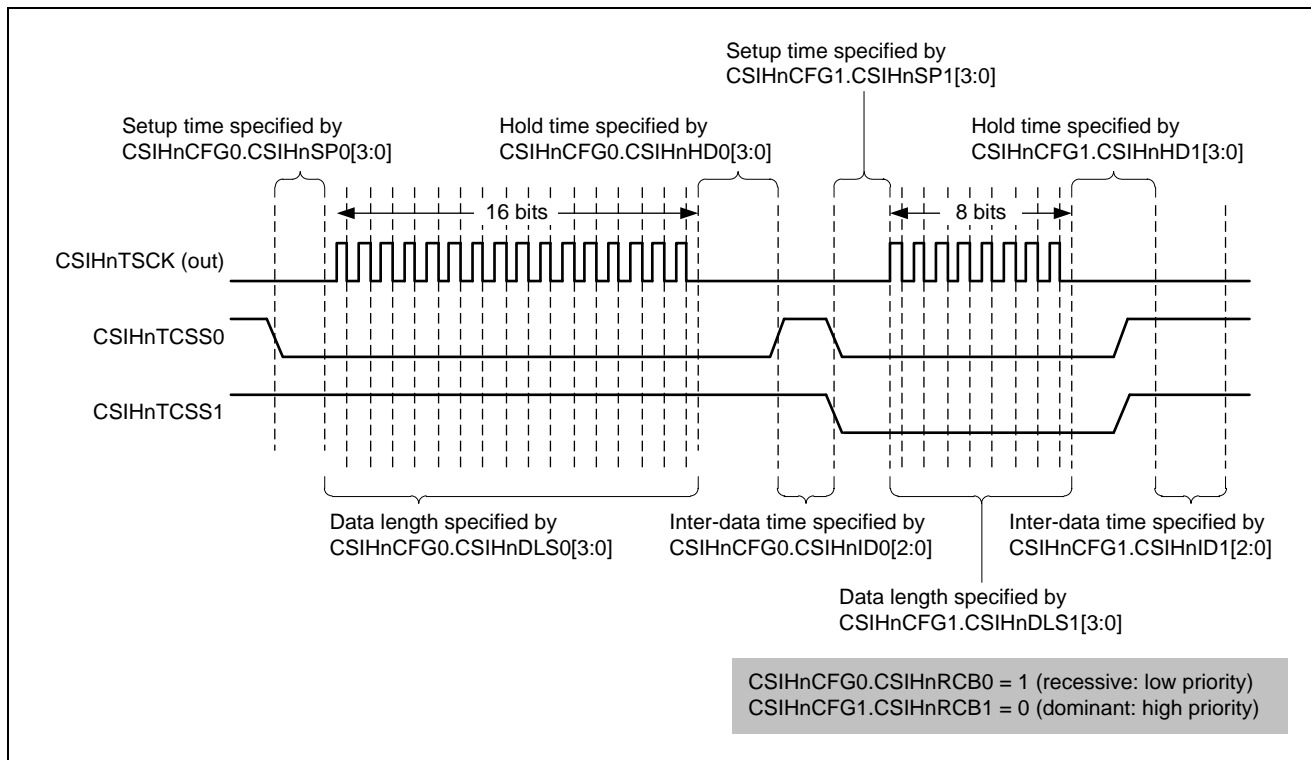 Setup time specified by
CSIHnCFG1.CSIHnSP1[3:0]
Setup time specified by
CSIHnCFG0.CSIHnSP0[3:0]
Hold time specified by
CSIHnCFG0.CSIHnHD0[3:0]
Hold time specified by
CSIHnCFG1.CSIHnHD1[3:0]
16 bits
8 bits
CSIHnTSCK (out)
CSIHnTCSS0
CSIHnTCSS1
Data length specified by
CSIHnCFG0.CSIHnDLS0[3:0]
Inter-data time specified by
CSIHnCFG0.CSIHnID0[2:0]
Inter-data time specified by
CSIHnCFG1.CSIHnID1[2:0]
Data length specified by
CSIHnCFG1.CSIHnDLS1[3:0]
CSIHnCFG0.CSIHnRCB0 = 1 (recessive: low priority)
CSIHnCFG1.CSIHnRCB1 = 0 (dominant: high priority)